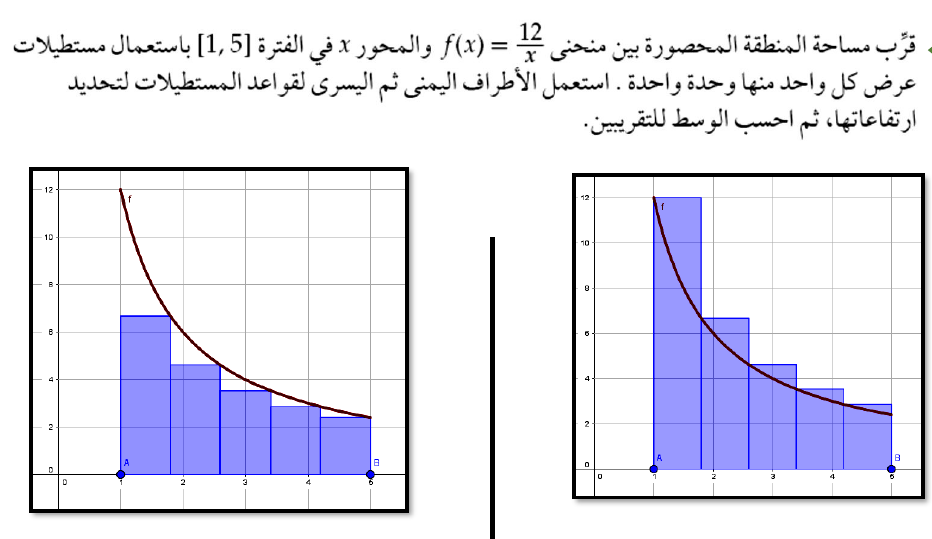 قرِّب مساحة المنطقة المحصورة بين منحنى f(x) = 12/x والمحور x في الفترة [1, 5] باستعمال مستطيلات
عرض كل واحد منها وحدة واحدة . استعمل الأطراف اليمنى ثم اليسرى لقواعد المستطيلات لتحديد
ارتفاعاتها، ثم احسب الوسط للتقريبين.
12
f
10
8
6
4
2
0
A
B
0 1 2 3 4 5
12
f
10
8
6
4
2
0
A
B
0 1 2 3 4 5